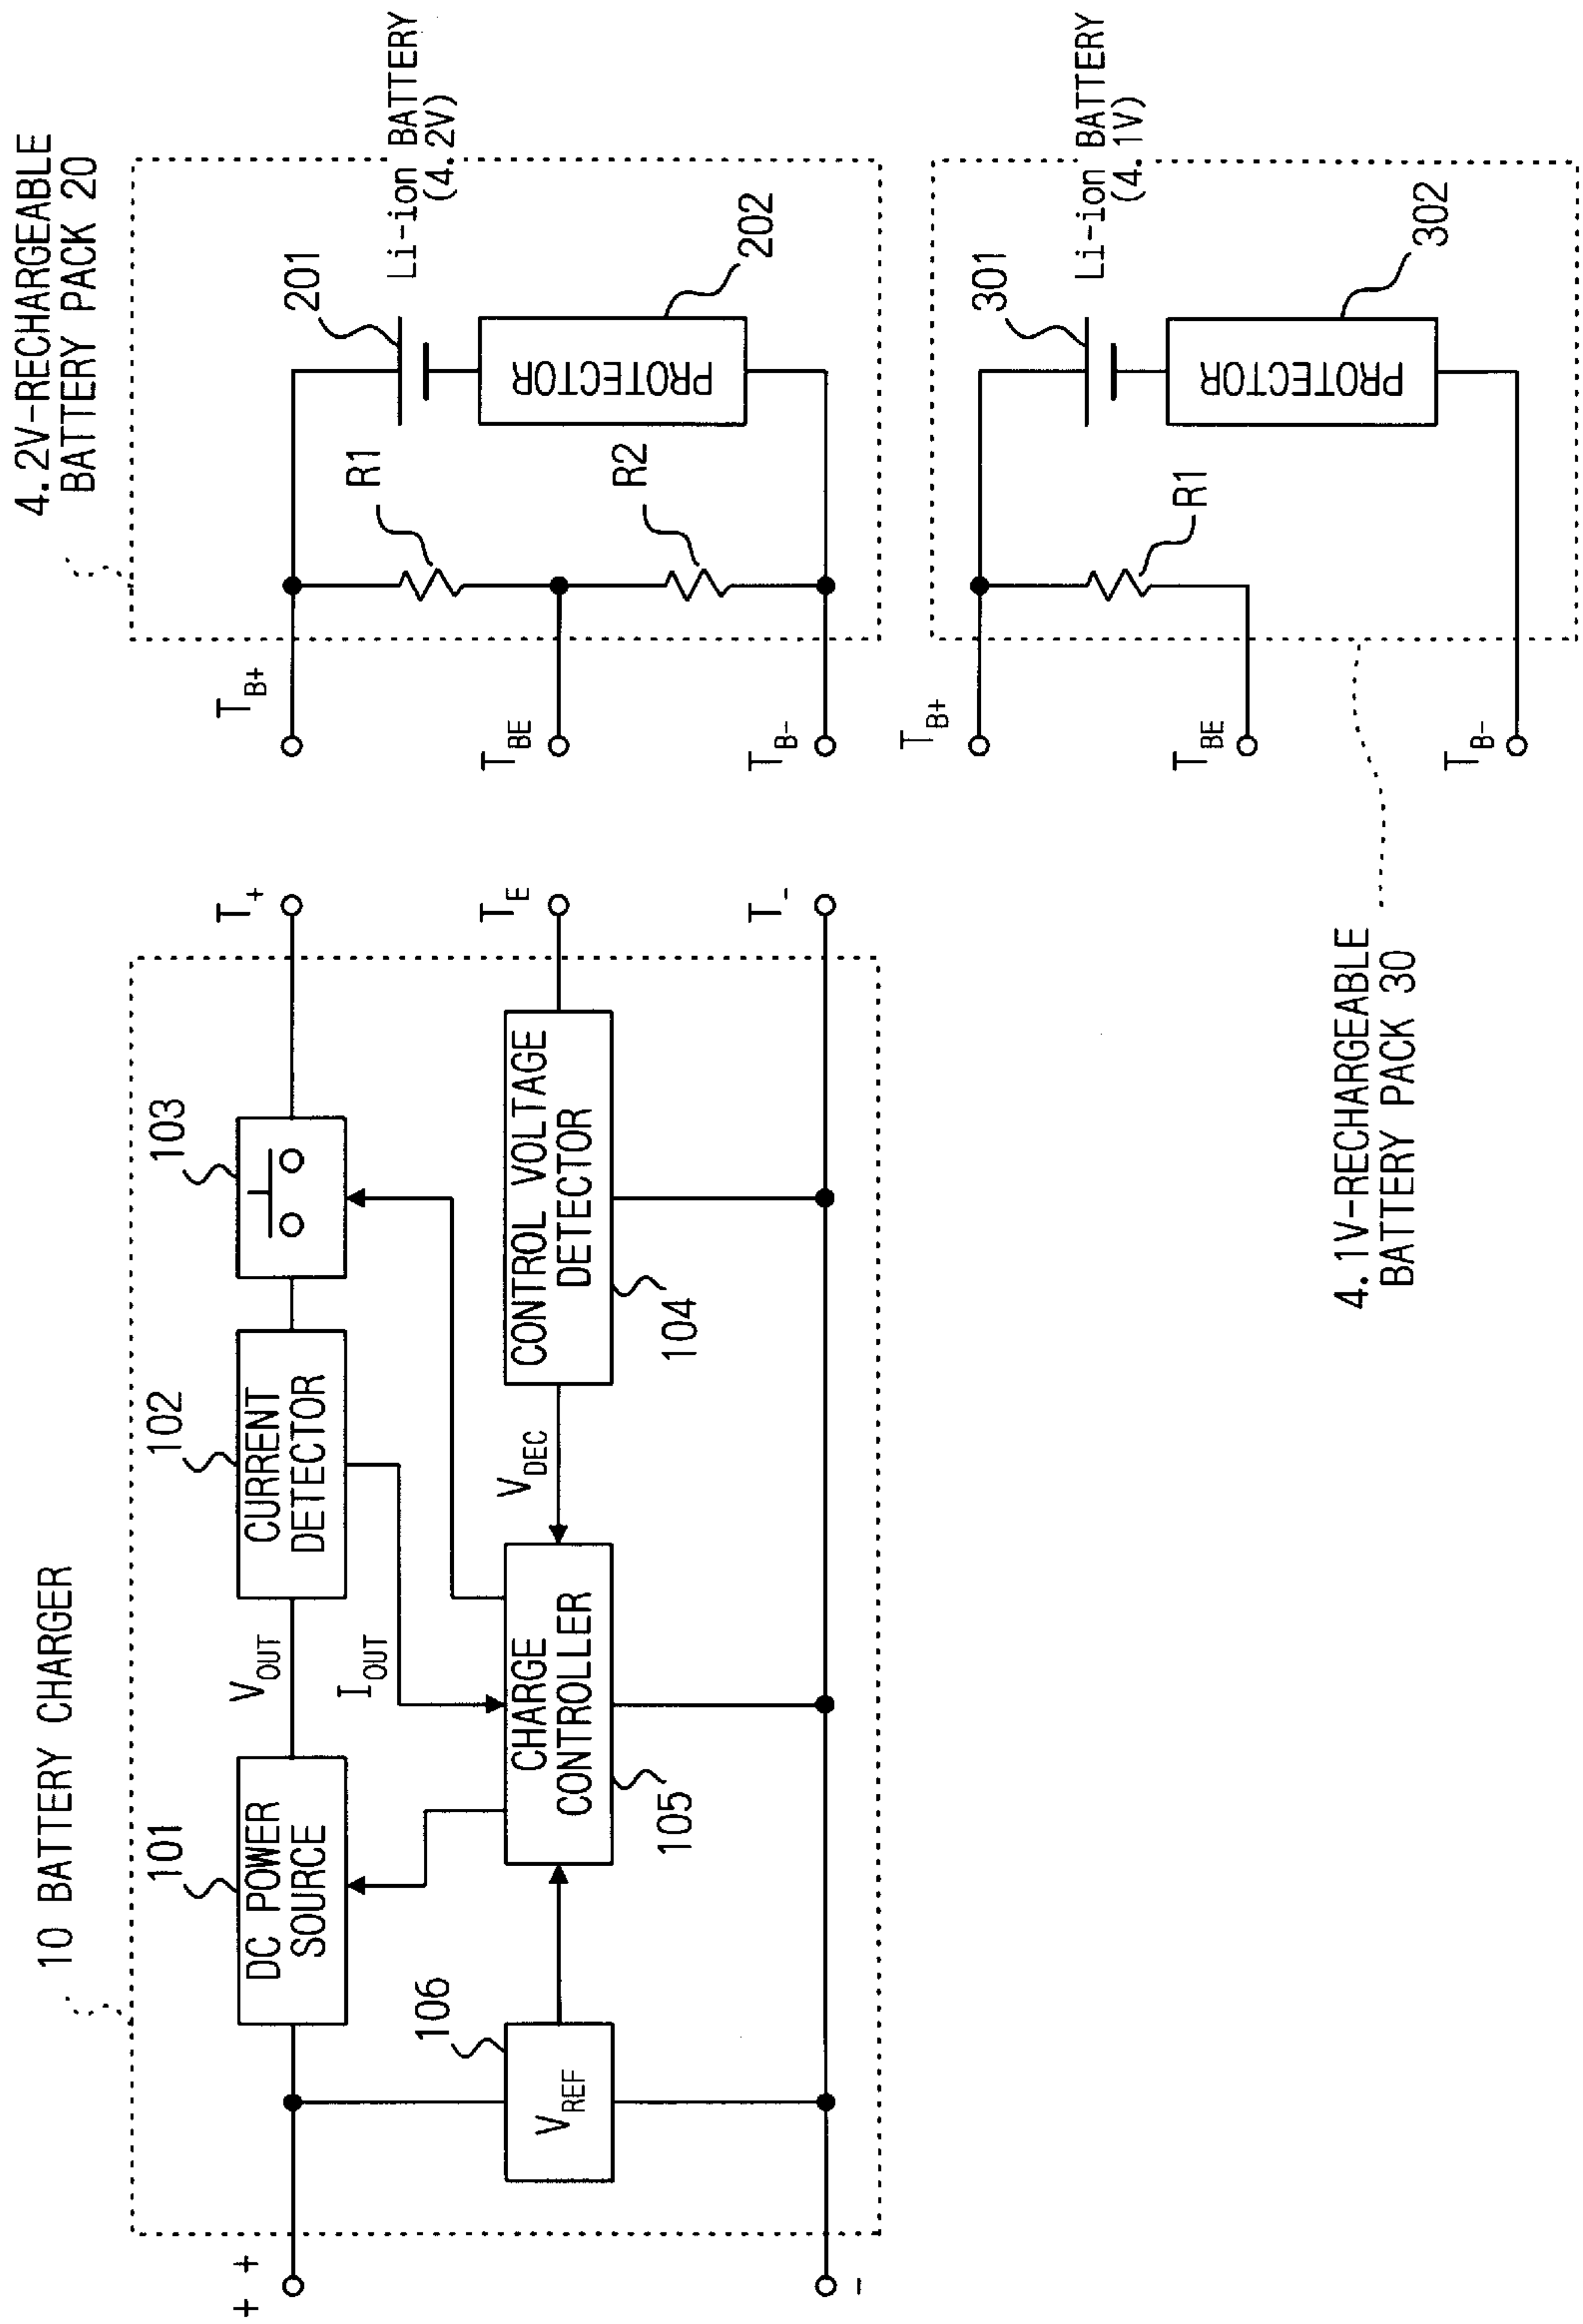 10 BATTERY CHARGER
101
DC POWER
SOURCE
V_OUT
I_OUT
102
CURRENT
DETECTOR
103
T+
106
V_REF
CHARGE
CONTROLLER
105
V_DEC
CONTROL VOLTAGE
DETECTOR
104
T_E
T-
+ +
-
4.2V-RECHARGEABLE
BATTERY PACK 20
T_B+
T_BE
T_B-
R1
R2
201
Li-ion BATTERY
(4.2V)
PROTECTOR
202
4.1V-RECHARGEABLE
BATTERY PACK 30
T_B+
T_BE
T_B-
R1
301
Li-ion BATTERY
(4.1V)
PROTECTOR
302